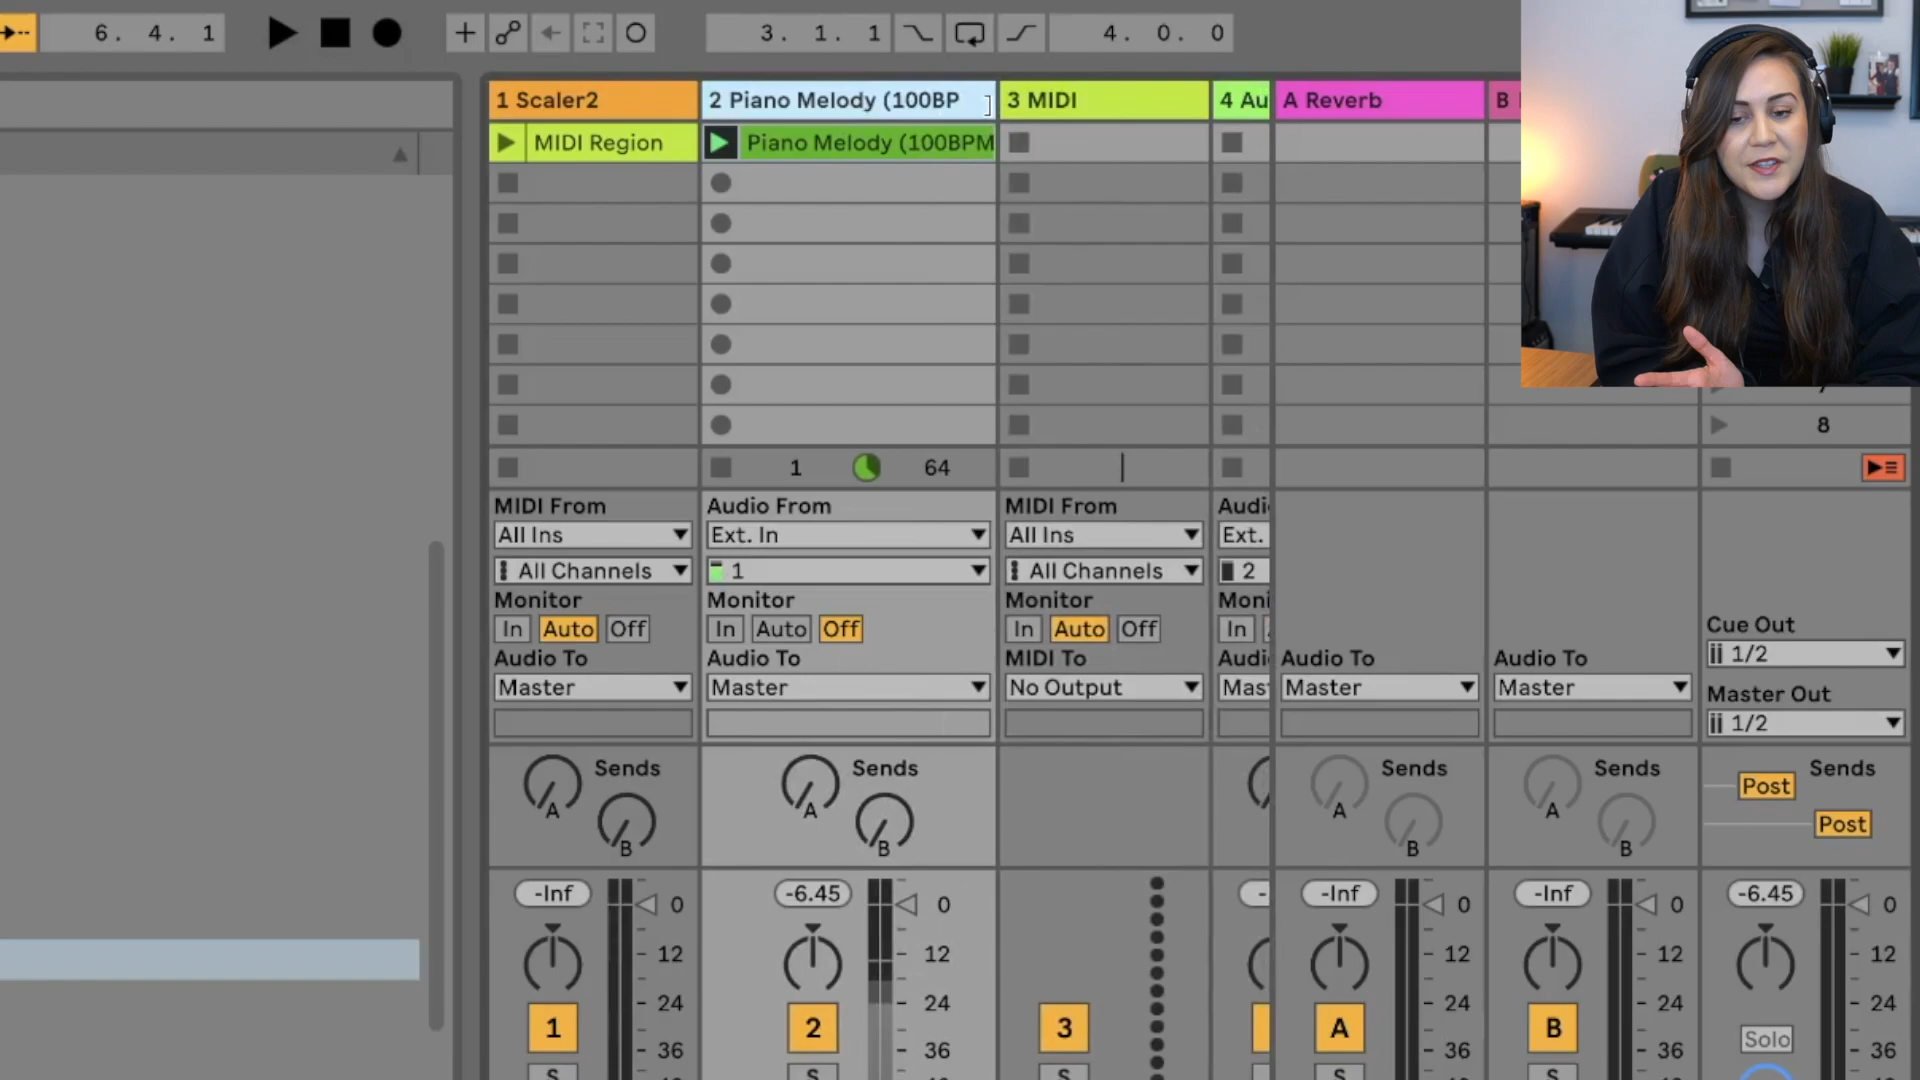 6. 4. 1
3. 1. 1
4. 0. 0
1 Scaler2
2 Piano Melody (100BP
3 MIDI
4 Au
A Reverb
B
MIDI Region
Piano Melody (100BPM
8
1
64
MIDI From
Audio From
MIDI From
Audi
All Ins
Ext. In
All Ins
Ext.
All Channels
1
All Channels
2
Monitor
Monitor
Monitor
Moni
In Auto Off
In Auto Off
In Auto Off
In
Cue Out
1/2
Audio To
Audio To
MIDI To
Audi
Audio To
Audio To
Master
Master
No Output
Mas
Master
Master
Master Out
1/2
Sends
A
B
Sends
A
B
Sends
A
B
Sends
A
B
Sends
Post
Post
-Inf
0
-6.45
0
-
-Inf
0
-Inf
0
-6.45
0
12
12
12
12
12
24
24
24
24
24
1
2
3
A
B
Solo
36
36
36
36
36
S
S
S
S
S